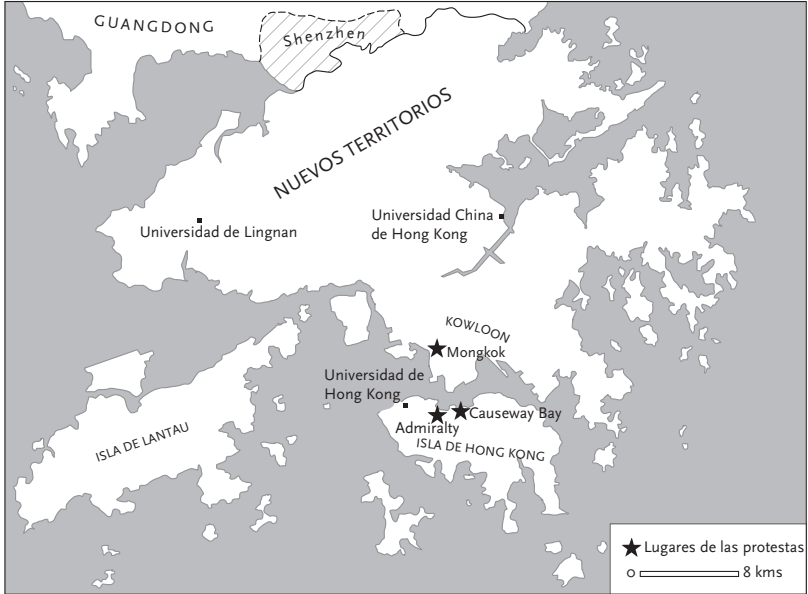 GUANGDONG
Shenzhen
NUEVOS TERRITORIOS
Universidad de Lingnan
Universidad China
de Hong Kong
KOWLOON
Mongkok
Universidad de
Hong Kong
Causeway Bay
Admiralty
ISLA DE HONG KONG
ISLA DE LANTAU
Lugares de las protestas
0 8 kms